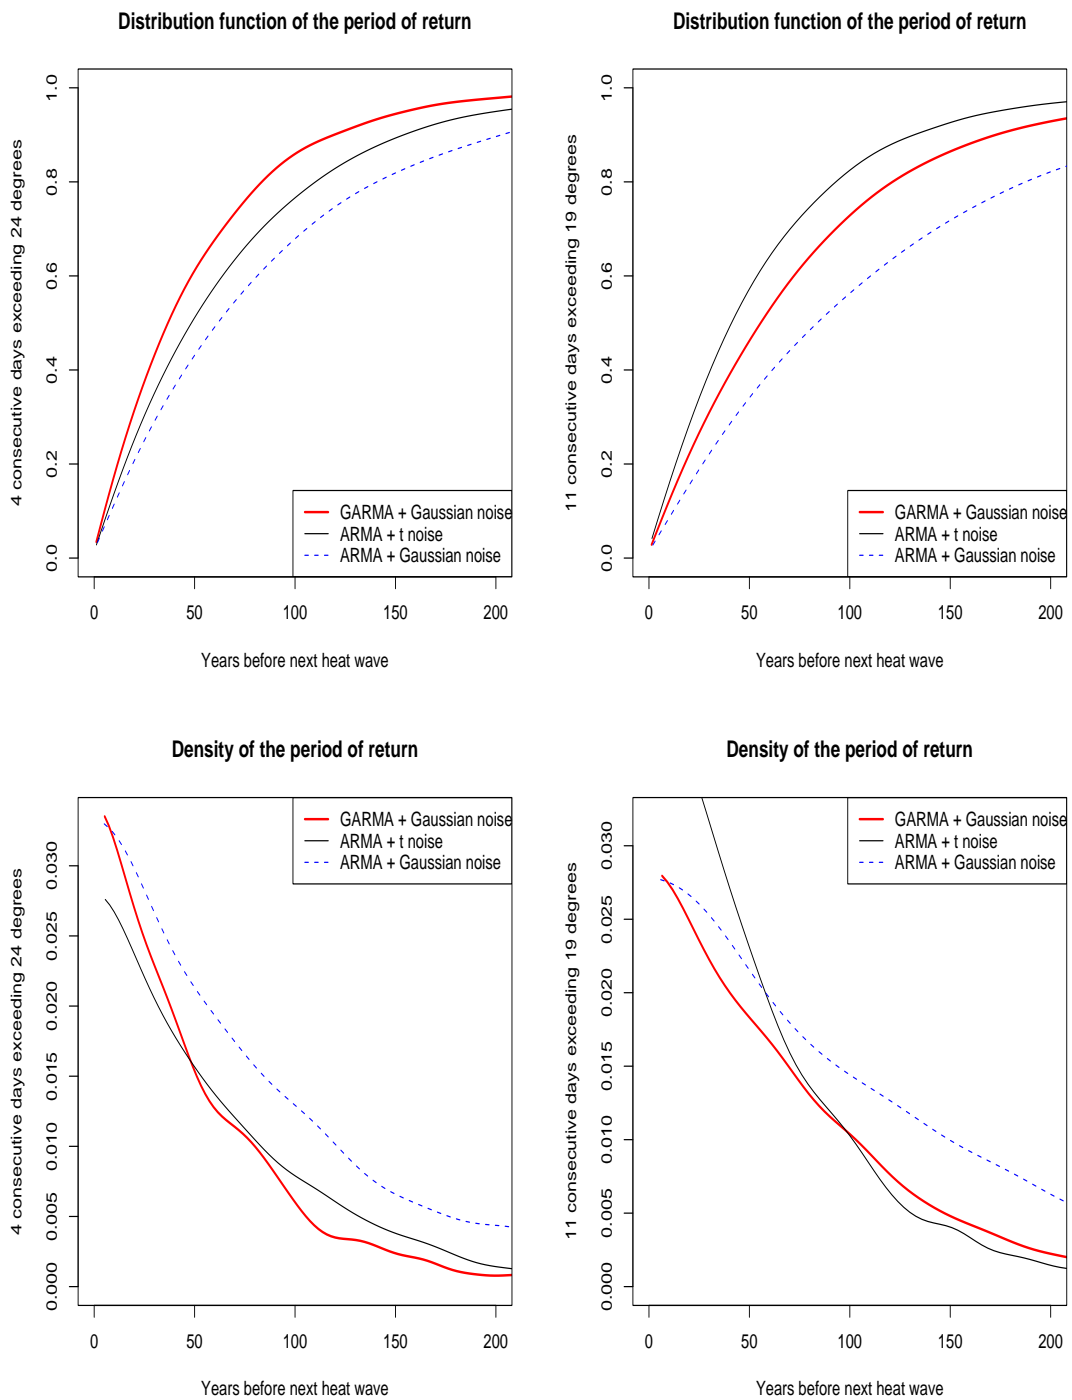 Distribution function of the period of return
4 consecutive days exceeding 24 degrees
0.0 0.2 0.4 0.6 0.8 1.0
GARMA + Gaussian noise
ARMA + t noise
ARMA + Gaussian noise
0 50 100 150 200
Years before next heat wave
Distribution function of the period of return
11 consecutive days exceeding 19 degrees
0.0 0.2 0.4 0.6 0.8 1.0
GARMA + Gaussian noise
ARMA + t noise
ARMA + Gaussian noise
0 50 100 150 200
Years before next heat wave
Density of the period of return
4 consecutive days exceeding 24 degrees
0.000 0.005 0.010 0.015 0.020 0.025 0.030
GARMA + Gaussian noise
ARMA + t noise
ARMA + Gaussian noise
0 50 100 150 200
Years before next heat wave
Density of the period of return
11 consecutive days exceeding 19 degrees
0.000 0.005 0.010 0.015 0.020 0.025 0.030
GARMA + Gaussian noise
ARMA + t noise
ARMA + Gaussian noise
0 50 100 150 200
Years before next heat wave